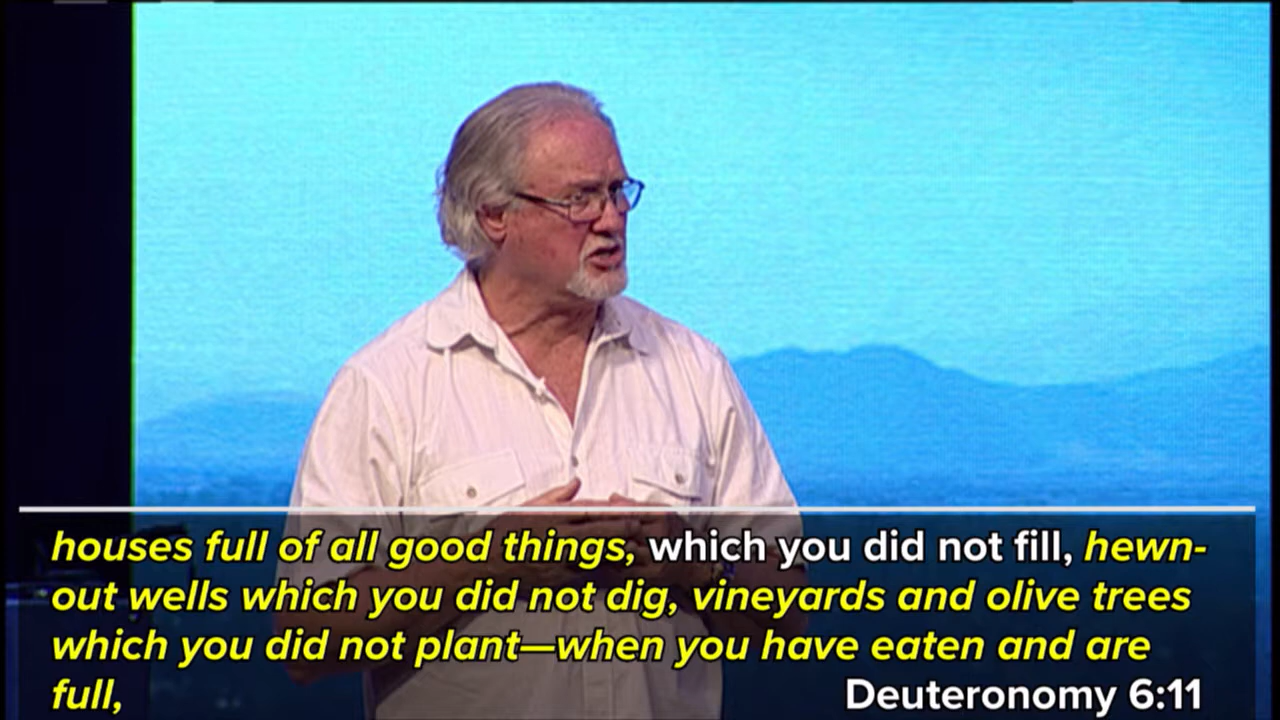 houses full of all good things, which you did not fill, hewn-
out wells which you did not dig, vineyards and olive trees
which you did not plant—when you have eaten and are
full,
Deuteronomy 6:11